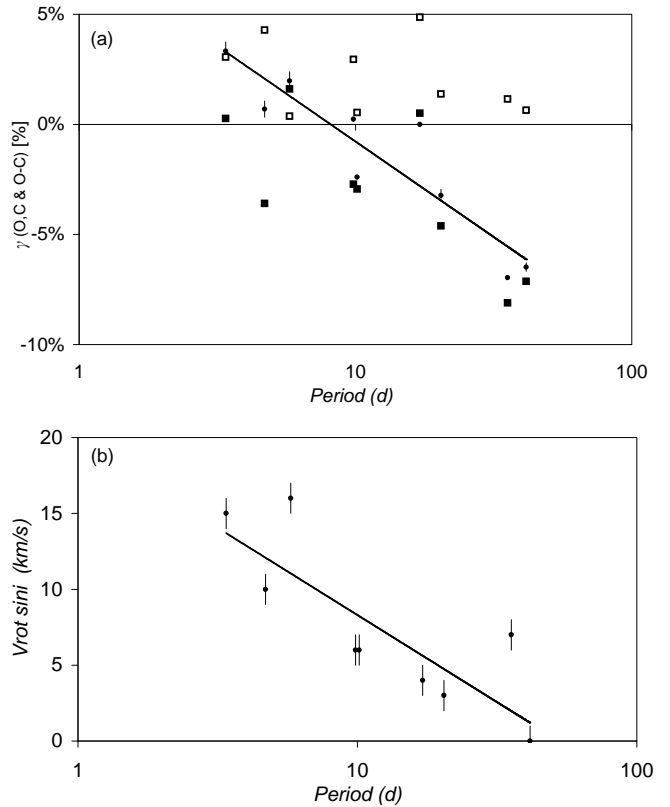 (a)
5%
0%
-5%
-10%
γ (O,C & O-C) [%]
1
10
100
Period (d)
(b)
20
15
10
5
0
Vrot sini (km/s)
1
10
100
Period (d)